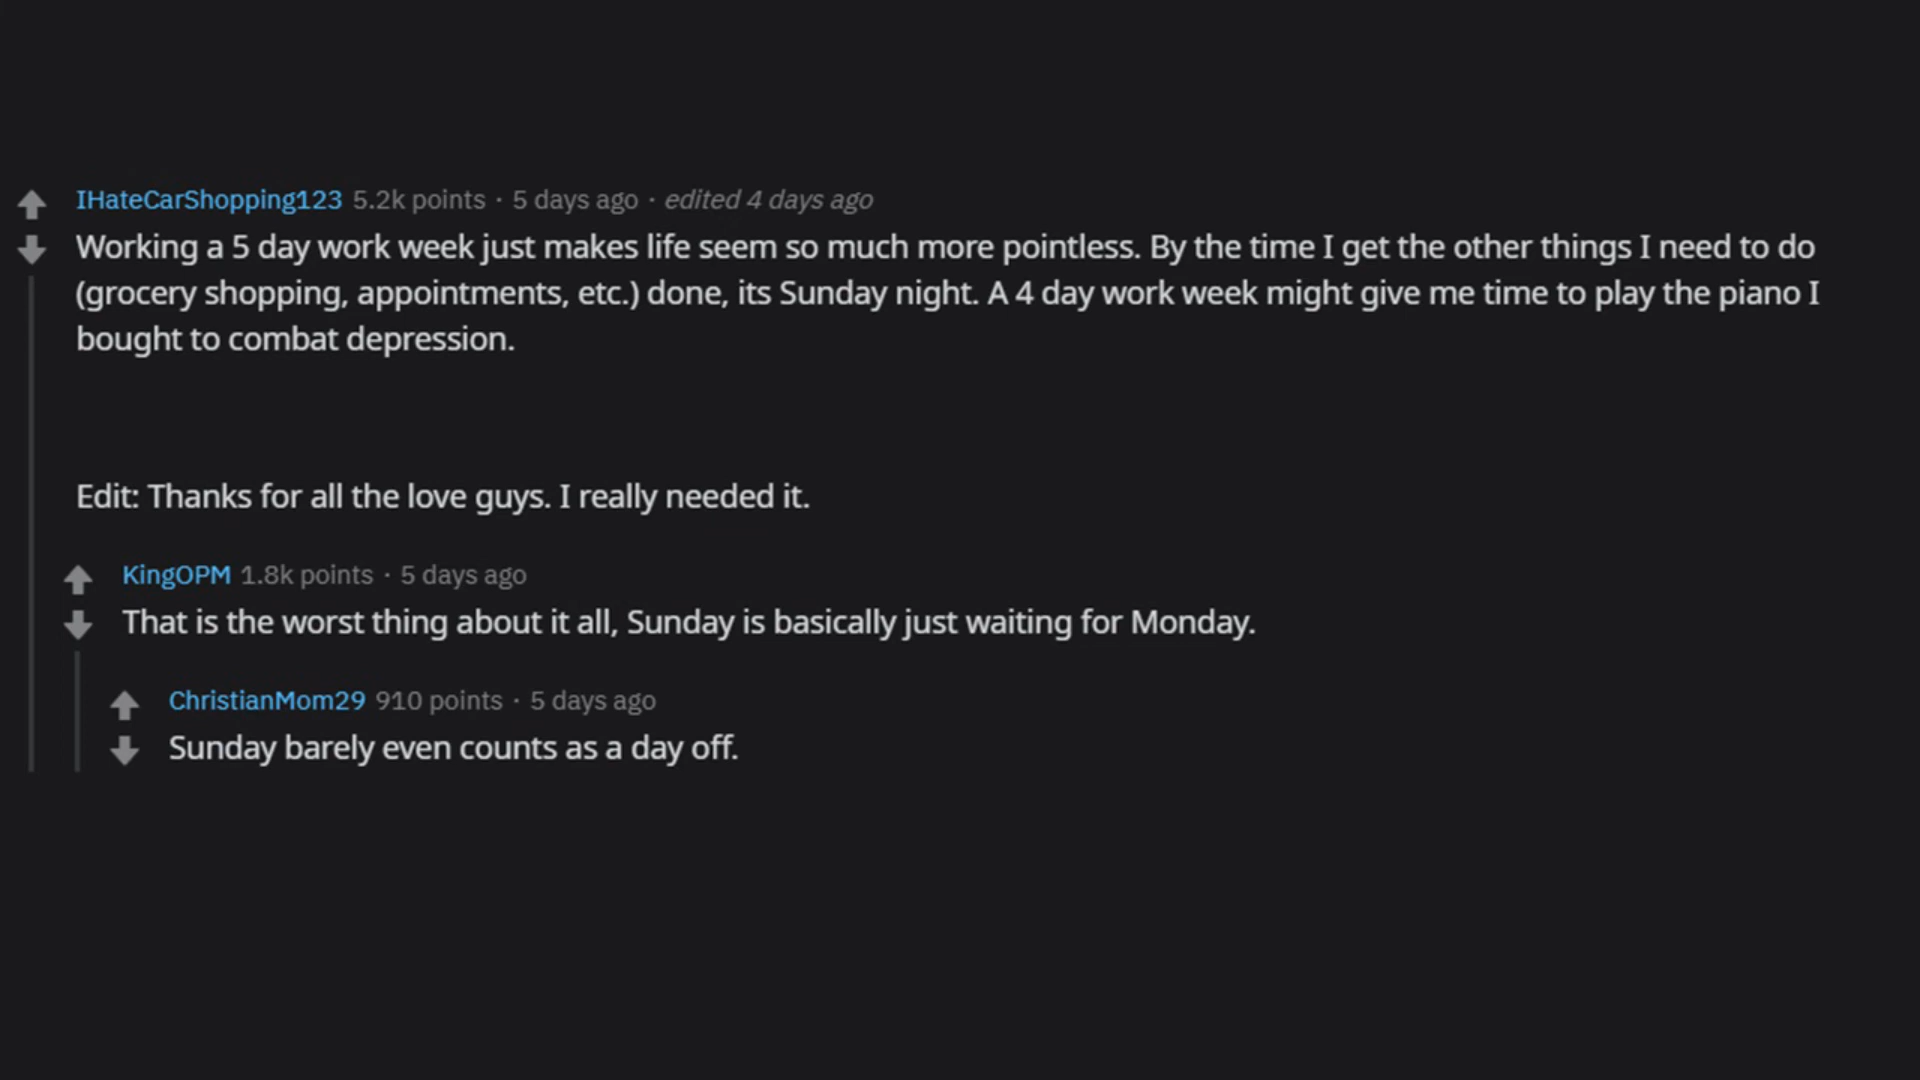 IHateCarShopping123 5.2k points · 5 days ago · edited 4 days ago
Working a 5 day work week just makes life seem so much more pointless. By the time I get the other things I need to do
(grocery shopping, appointments, etc.) done, its Sunday night. A 4 day work week might give me time to play the piano I
bought to combat depression.
Edit: Thanks for all the love guys. I really needed it.
KingOPM 1.8k points · 5 days ago
That is the worst thing about it all, Sunday is basically just waiting for Monday.
ChristianMom29 910 points · 5 days ago
Sunday barely even counts as a day off.